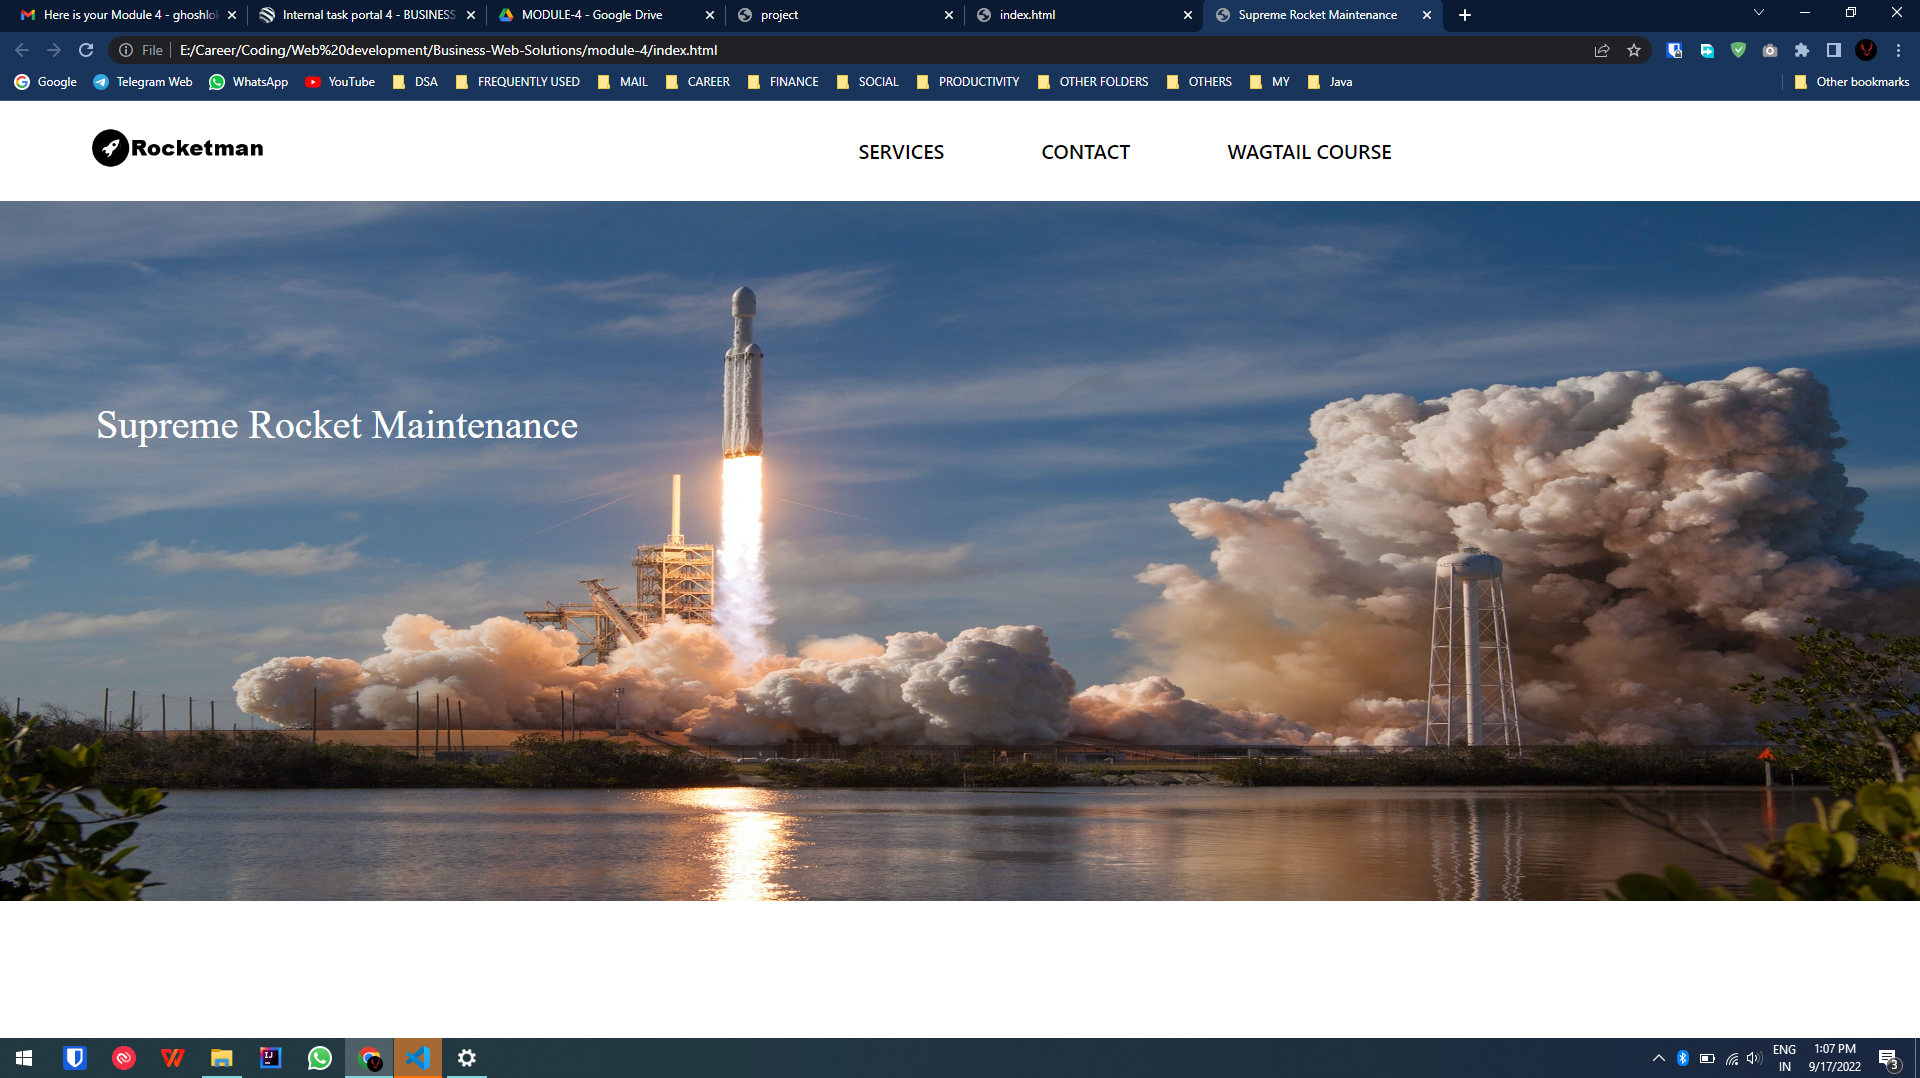 Here is your Module 4 - ghoshlo
Internal task portal 4 - BUSINESS
MODULE-4 - Google Drive
project
index.html
Supreme Rocket Maintenance
File
E:/Career/Coding/Web%20development/Business-Web-Solutions/module-4/index.html
Google
Telegram Web
WhatsApp
YouTube
DSA
FREQUENTLY USED
MAIL
CAREER
FINANCE
SOCIAL
PRODUCTIVITY
OTHER FOLDERS
OTHERS
MY
Java
Other bookmarks
Rocketman
SERVICES
CONTACT
WAGTAIL COURSE
Supreme Rocket Maintenance
ENG
IN
1:07 PM
9/17/2022
3